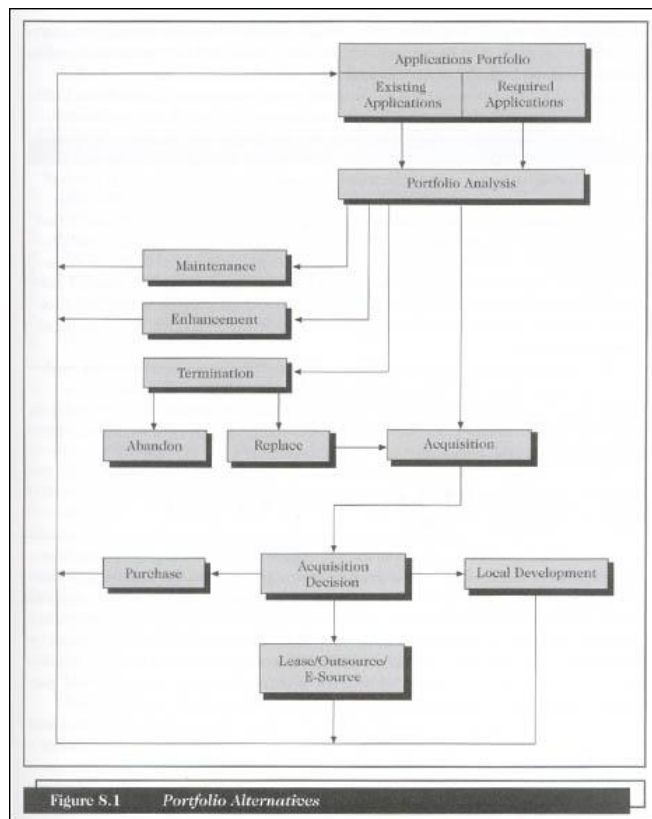 Applications Portfolio
Existing
Applications
Required
Applications
Portfolio Analysis
Maintenance
Enhancement
Termination
Abandon
Replace
Acquisition
Purchase
Acquisition
Decision
Local Development
Lease/Outsource/
E-Source
Figure 8.1 Portfolio Alternatives